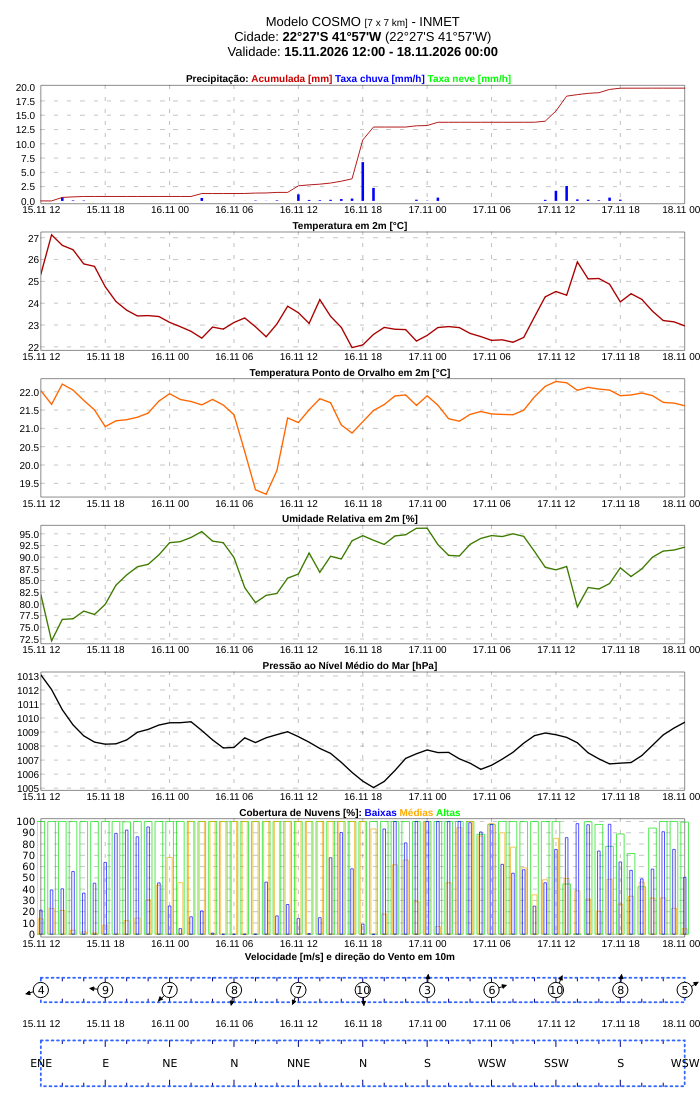 Modelo COSMO [7 x 7 km] - INMET
Cidade: 22°27'S 41°57'W (22°27'S 41°57'W)
Validade: 15.11.2026 12:00 - 18.11.2026 00:00
Precipitação: Acumulada [mm] Taxa chuva [mm/h] Taxa neve [mm/h]
20.0
17.5
15.0
12.5
10.0
7.5
5.0
2.5
0.0
15.11 12 15.11 18 16.11 00 16.11 06 16.11 12 16.11 18 17.11 00 17.11 06 17.11 12 17.11 18 18.11 00
Temperatura em 2m [°C]
27
26
25
24
23
22
15.11 12 15.11 18 16.11 00 16.11 06 16.11 12 16.11 18 17.11 00 17.11 06 17.11 12 17.11 18 18.11 00
Temperatura Ponto de Orvalho em 2m [°C]
22.0
21.5
21.0
20.5
20.0
19.5
15.11 12 15.11 18 16.11 00 16.11 06 16.11 12 16.11 18 17.11 00 17.11 06 17.11 12 17.11 18 18.11 00
Umidade Relativa em 2m [%]
95.0
92.5
90.0
87.5
85.0
82.5
80.0
77.5
75.0
72.5
15.11 12 15.11 18 16.11 00 16.11 06 16.11 12 16.11 18 17.11 00 17.11 06 17.11 12 17.11 18 18.11 00
Pressão ao Nível Médio do Mar [hPa]
1013
1011
1010
1009
1008
1007
1006
1005
15.11 12 15.11 18 16.11 00 16.11 06 16.11 12 16.11 18 17.11 00 17.11 06 17.11 12 17.11 18 18.11 00
Cobertura de Nuvens [%]: Baixas Médias Altas
100
90
80
70
60
50
40
30
20
10
0
15.11 12 15.11 18 16.11 00 16.11 06 16.11 12 16.11 18 17.11 00 17.11 06 17.11 12 17.11 18 18.11 00
Velocidade [m/s] e direção do Vento em 10m
4 9 7 8 7 10 3 6 10 8 5
15.11 12 15.11 18 16.11 00 16.11 06 16.11 12 16.11 18 17.11 00 17.11 06 17.11 12 17.11 18 18.11 00
ENE E NE N NNE N S WSW SSW S WSW